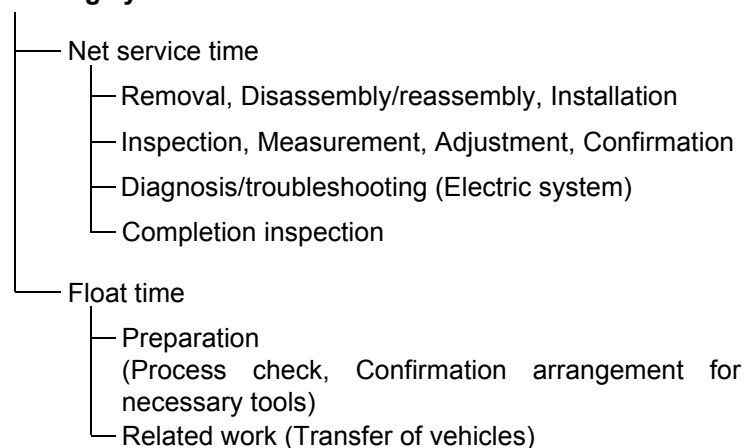 Net service time
Removal, Disassembly/reassembly, Installation
Inspection, Measurement, Adjustment, Confirmation
Diagnosis/troubleshooting (Electric system)
Completion inspection
Float time
Preparation
(Process check, Confirmation arrangement for
necessary tools)
Related work (Transfer of vehicles)